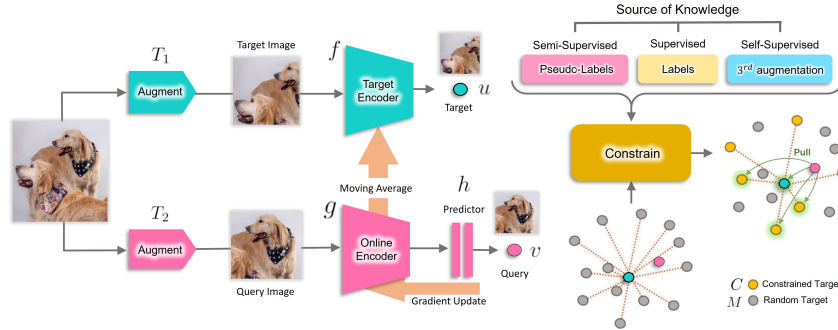 Source of Knowledge
Semi-Supervised
Supervised
Self-Supervised
Pseudo-Labels
Labels
3rd augmentation
T1
Augment
Target Image
f
Target
Encoder
u
Target
Constrain
Pull
Moving Average
T2
Augment
Query Image
g
Online
Encoder
h
Predictor
v
Query
Gradient Update
C Constrained Target
M Random Target